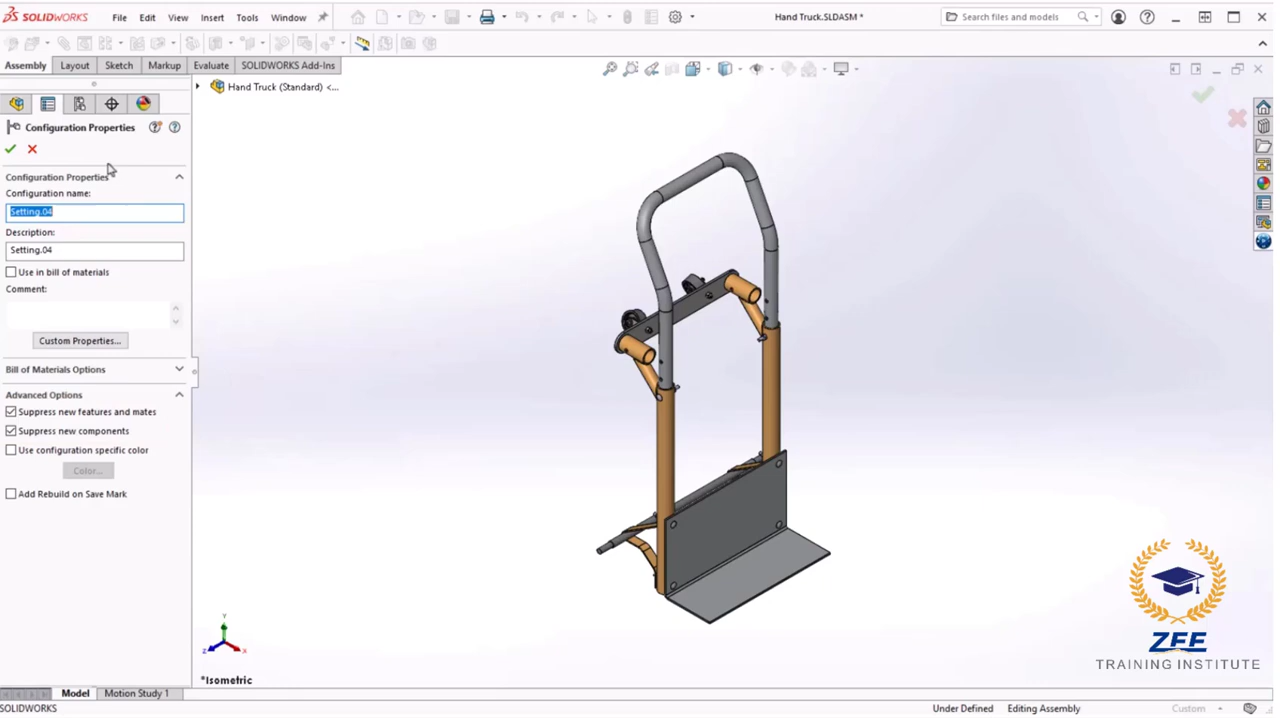 SOLIDWORKS File Edit View Insert Tools Window Hand Truck.SLDASM * Search files and models
Assembly Layout Sketch Markup Evaluate SOLIDWORKS Add-Ins
Hand Truck (Standard) <...
Configuration Properties
Configuration Properties
Configuration name:
Setting.04
Description:
Setting.04
Use in bill of materials
Comment:
Custom Properties...
Bill of Materials Options
Advanced Options
Suppress new features and mates
Suppress new components
Use configuration specific color
Color...
Add Rebuild on Save Mark
Y
Z X
*Isometric
ZFE
TRAINING INSTITUTE
Model Motion Study 1
SOLIDWORKS Under Defined Editing Assembly Custom